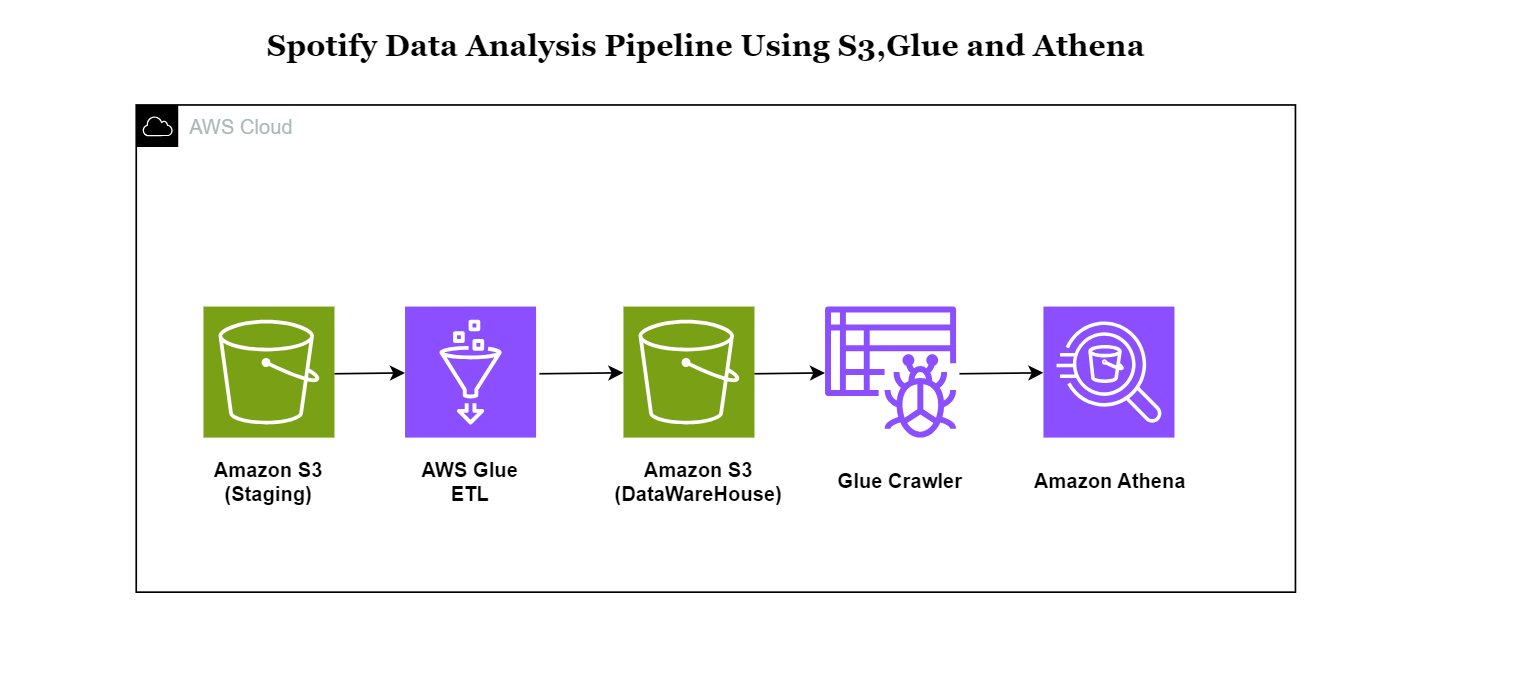 Spotify Data Analysis Pipeline Using S3,Glue and Athena
AWS Cloud
Amazon S3
(Staging)
AWS Glue
ETL
Amazon S3
(DataWareHouse)
Glue Crawler
Amazon Athena